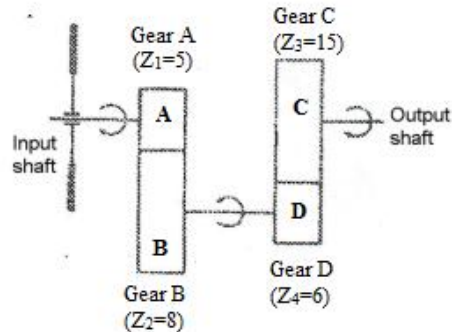 Gear A
(Z₁=5)
Gear C
(Z₃=15)
A
C
Input
shaft
Output
shaft
B
D
Gear B
(Z₂=8)
Gear D
(Z₄=6)